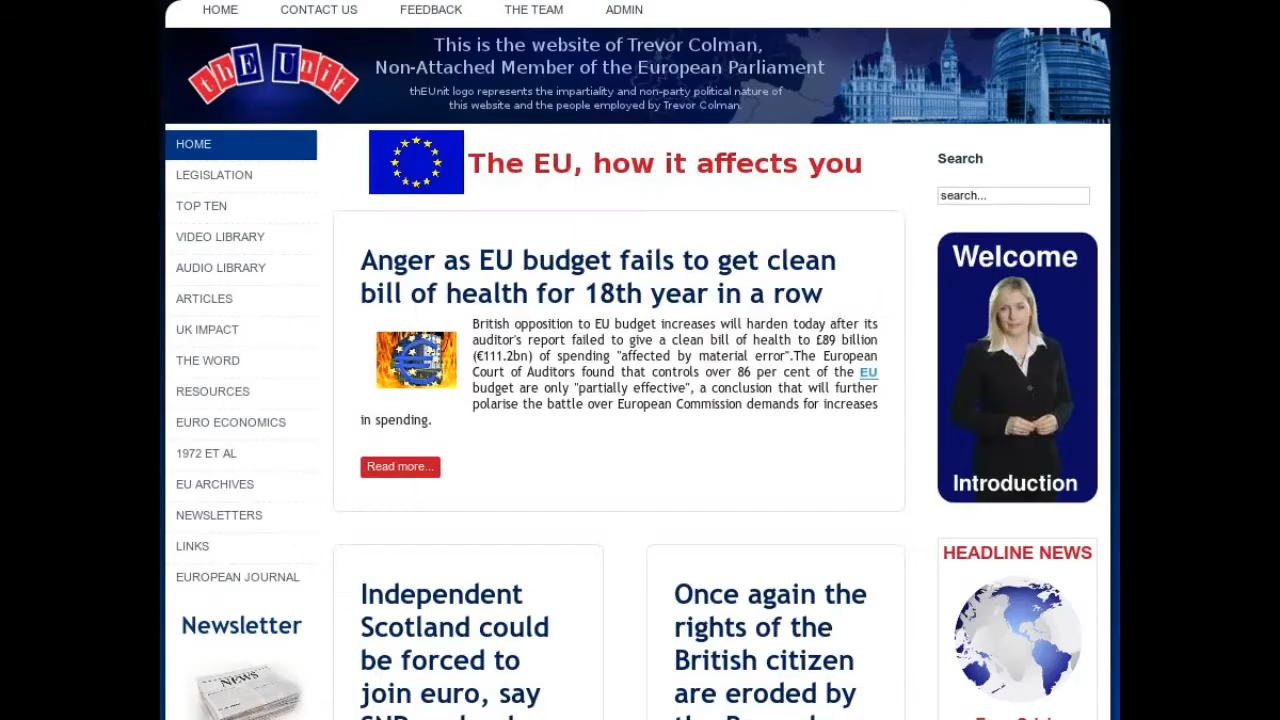 HOME CONTACT US FEEDBACK THE TEAM ADMIN
thEUnit
This is the website of Trevor Colman,
Non-Attached Member of the European Parliament
thEUnit logo represents the impartiality and non-party political nature of
this website and the people employed by Trevor Colman.
HOME
LEGISLATION
TOP TEN
VIDEO LIBRARY
AUDIO LIBRARY
ARTICLES
UK IMPACT
THE WORD
RESOURCES
EURO ECONOMICS
1972 ET AL
EU ARCHIVES
NEWSLETTERS
LINKS
EUROPEAN JOURNAL
Newsletter
NEWS
The EU, how it affects you
Anger as EU budget fails to get clean
bill of health for 18th year in a row
British opposition to EU budget increases will harden today after its
auditor's report failed to give a clean bill of health to £89 billion
(€111.2bn) of spending "affected by material error".The European
Court of Auditors found that controls over 86 per cent of the EU
budget are only "partially effective", a conclusion that will further
polarise the battle over European Commission demands for increases
in spending.
Read more...
Independent
Scotland could
be forced to
join euro, say
Once again the
rights of the
British citizen
are eroded by
Search
search...
Welcome
Introduction
HEADLINE NEWS